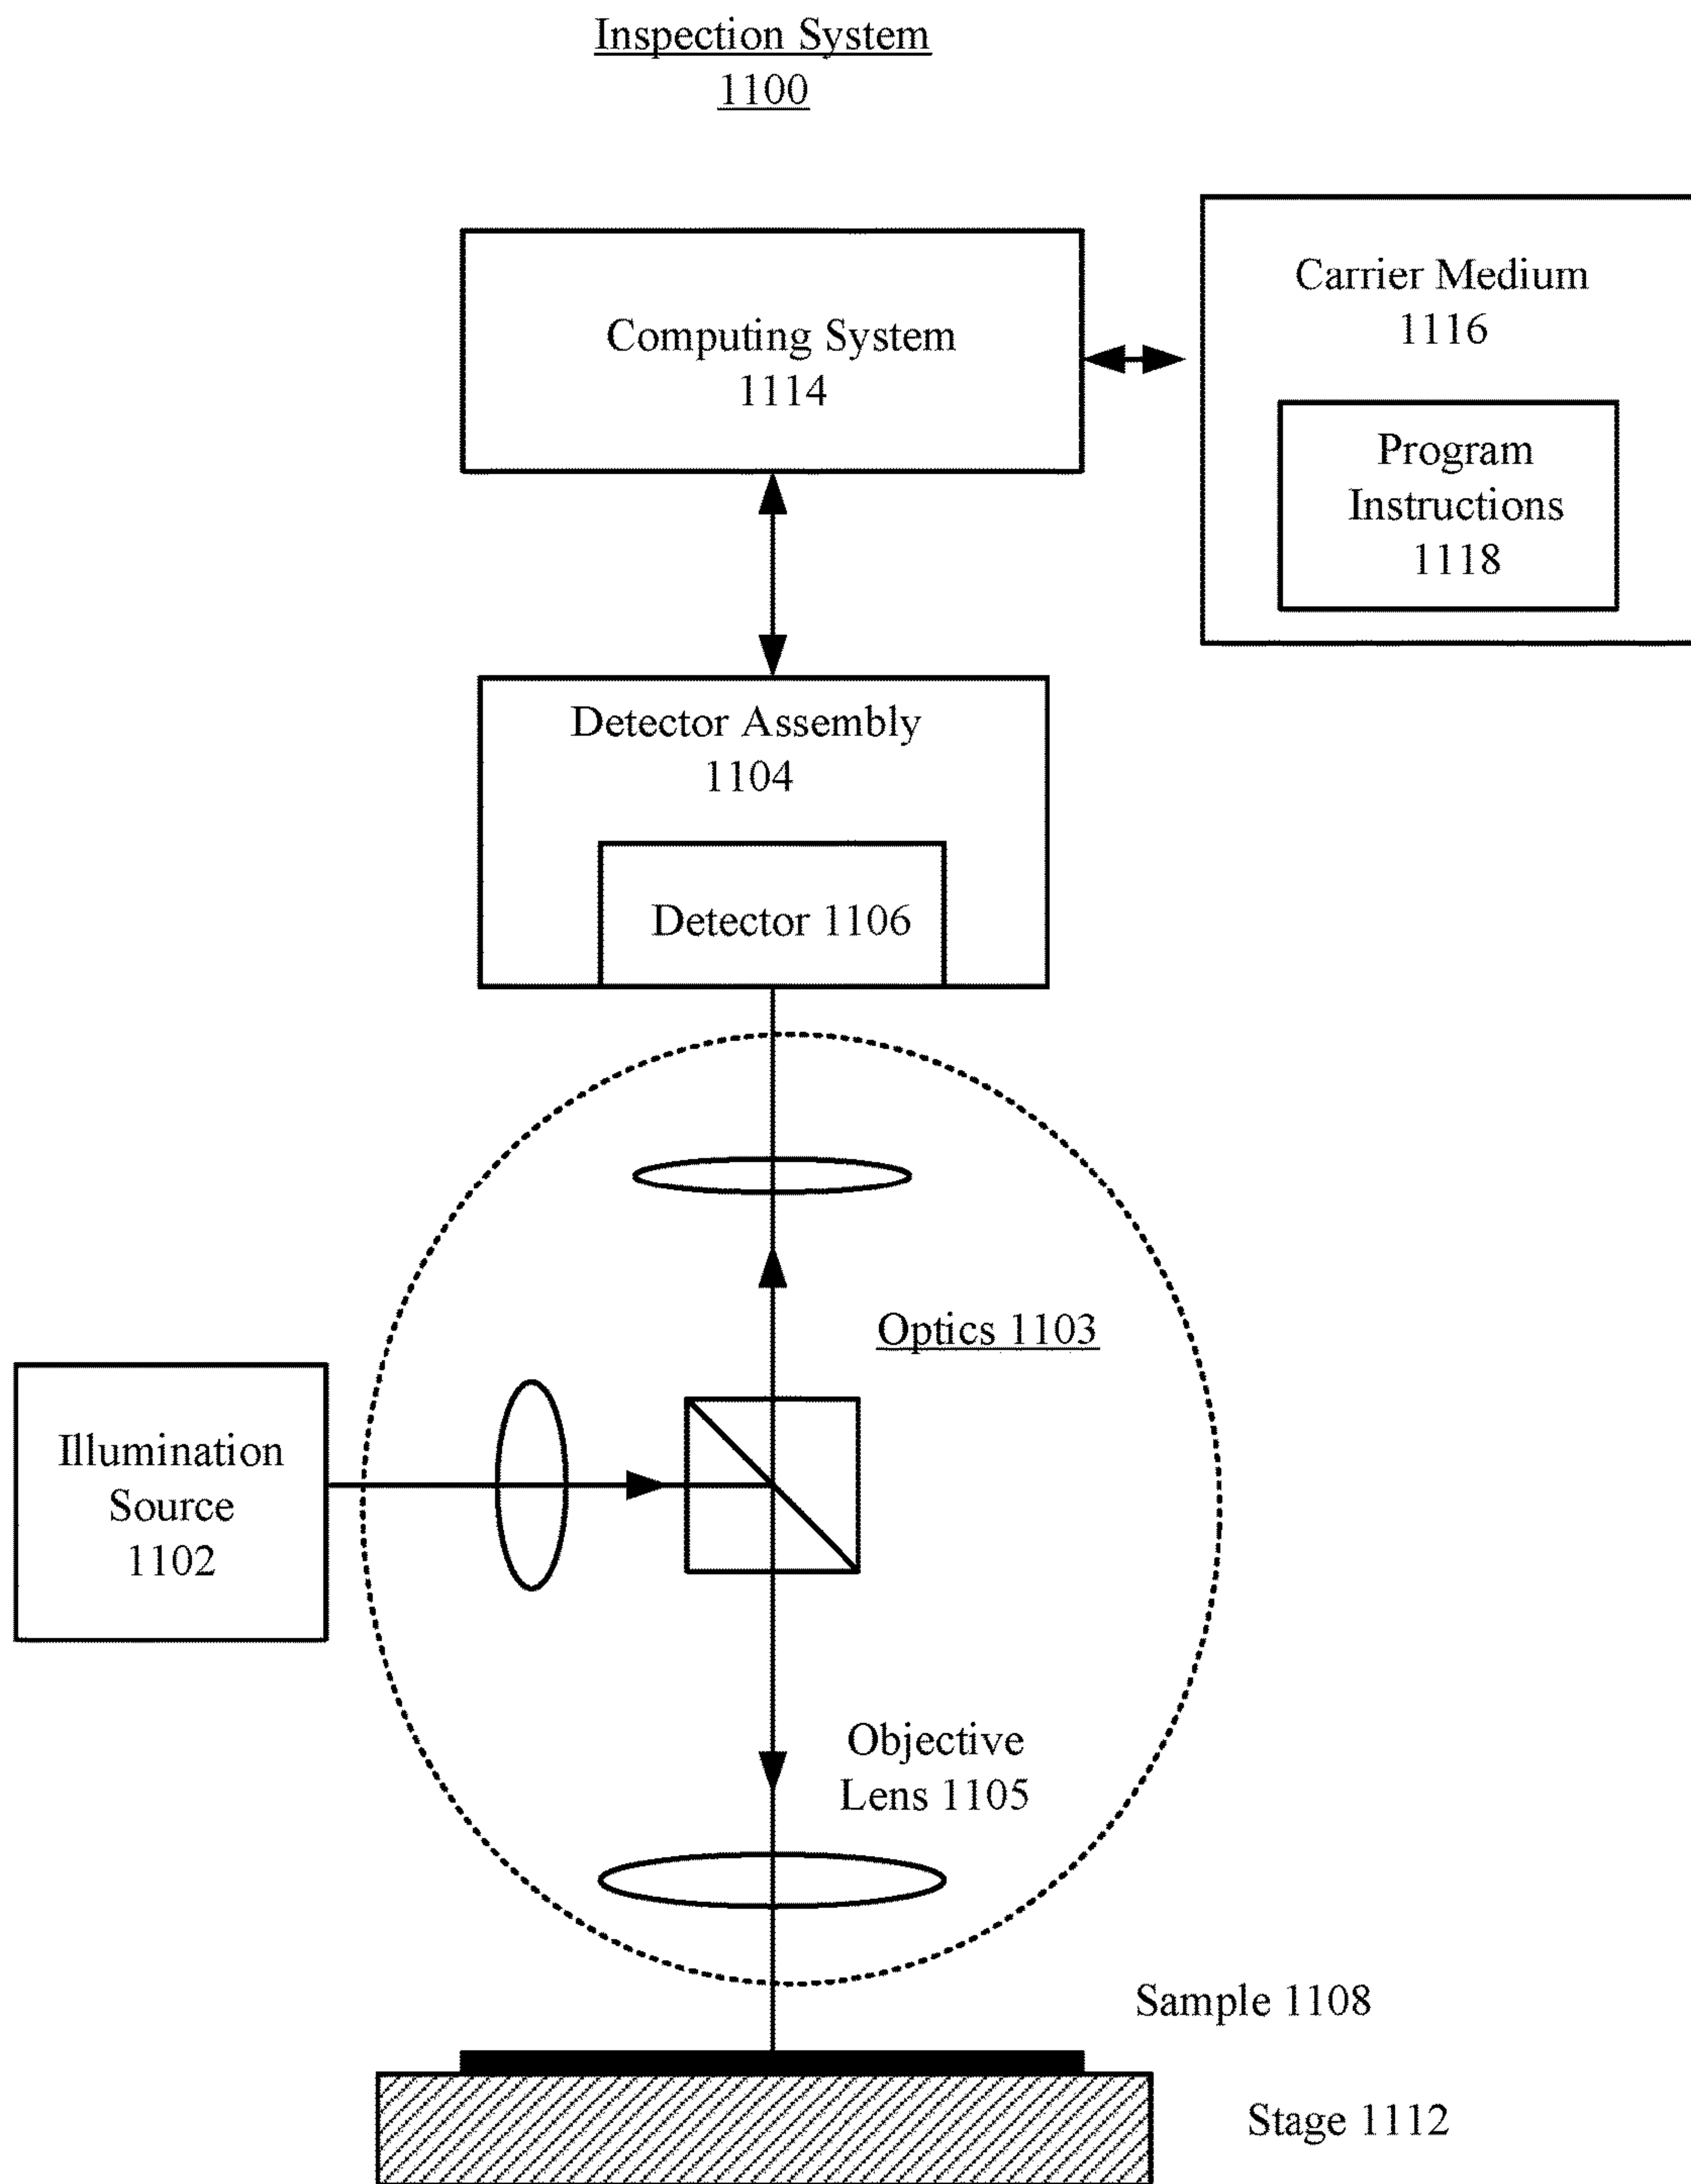 Inspection System
1100
Carrier Medium
1116
Computing System
1114
Program
Instructions
1118
Detector Assembly
1104
Detector 1106
Optics 1103
Illumination
Source
1102
Objective
Lens 1105
Sample 1108
Stage 1112